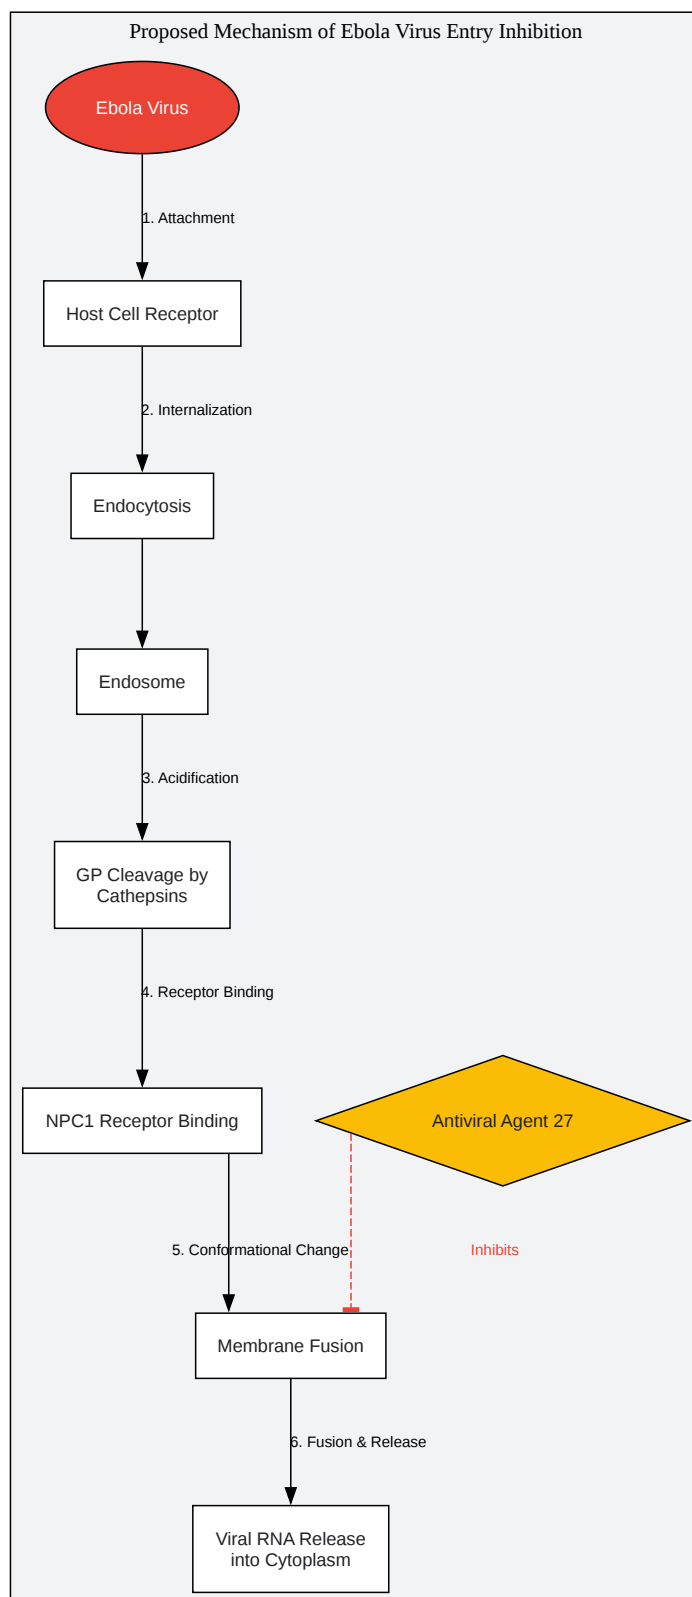 Proposed Mechanism of Ebola Virus Entry Inhibition
Ebola Virus
1. Attachment
Host Cell Receptor
2. Internalization
Endocytosis
Endosome
3. Acidification
GP Cleavage by
Cathepsins
4. Receptor Binding
NPC1 Receptor Binding
Antiviral Agent 27
5. Conformational Change
Inhibits
Membrane Fusion
6. Fusion & Release
Viral RNA Release
into Cytoplasm